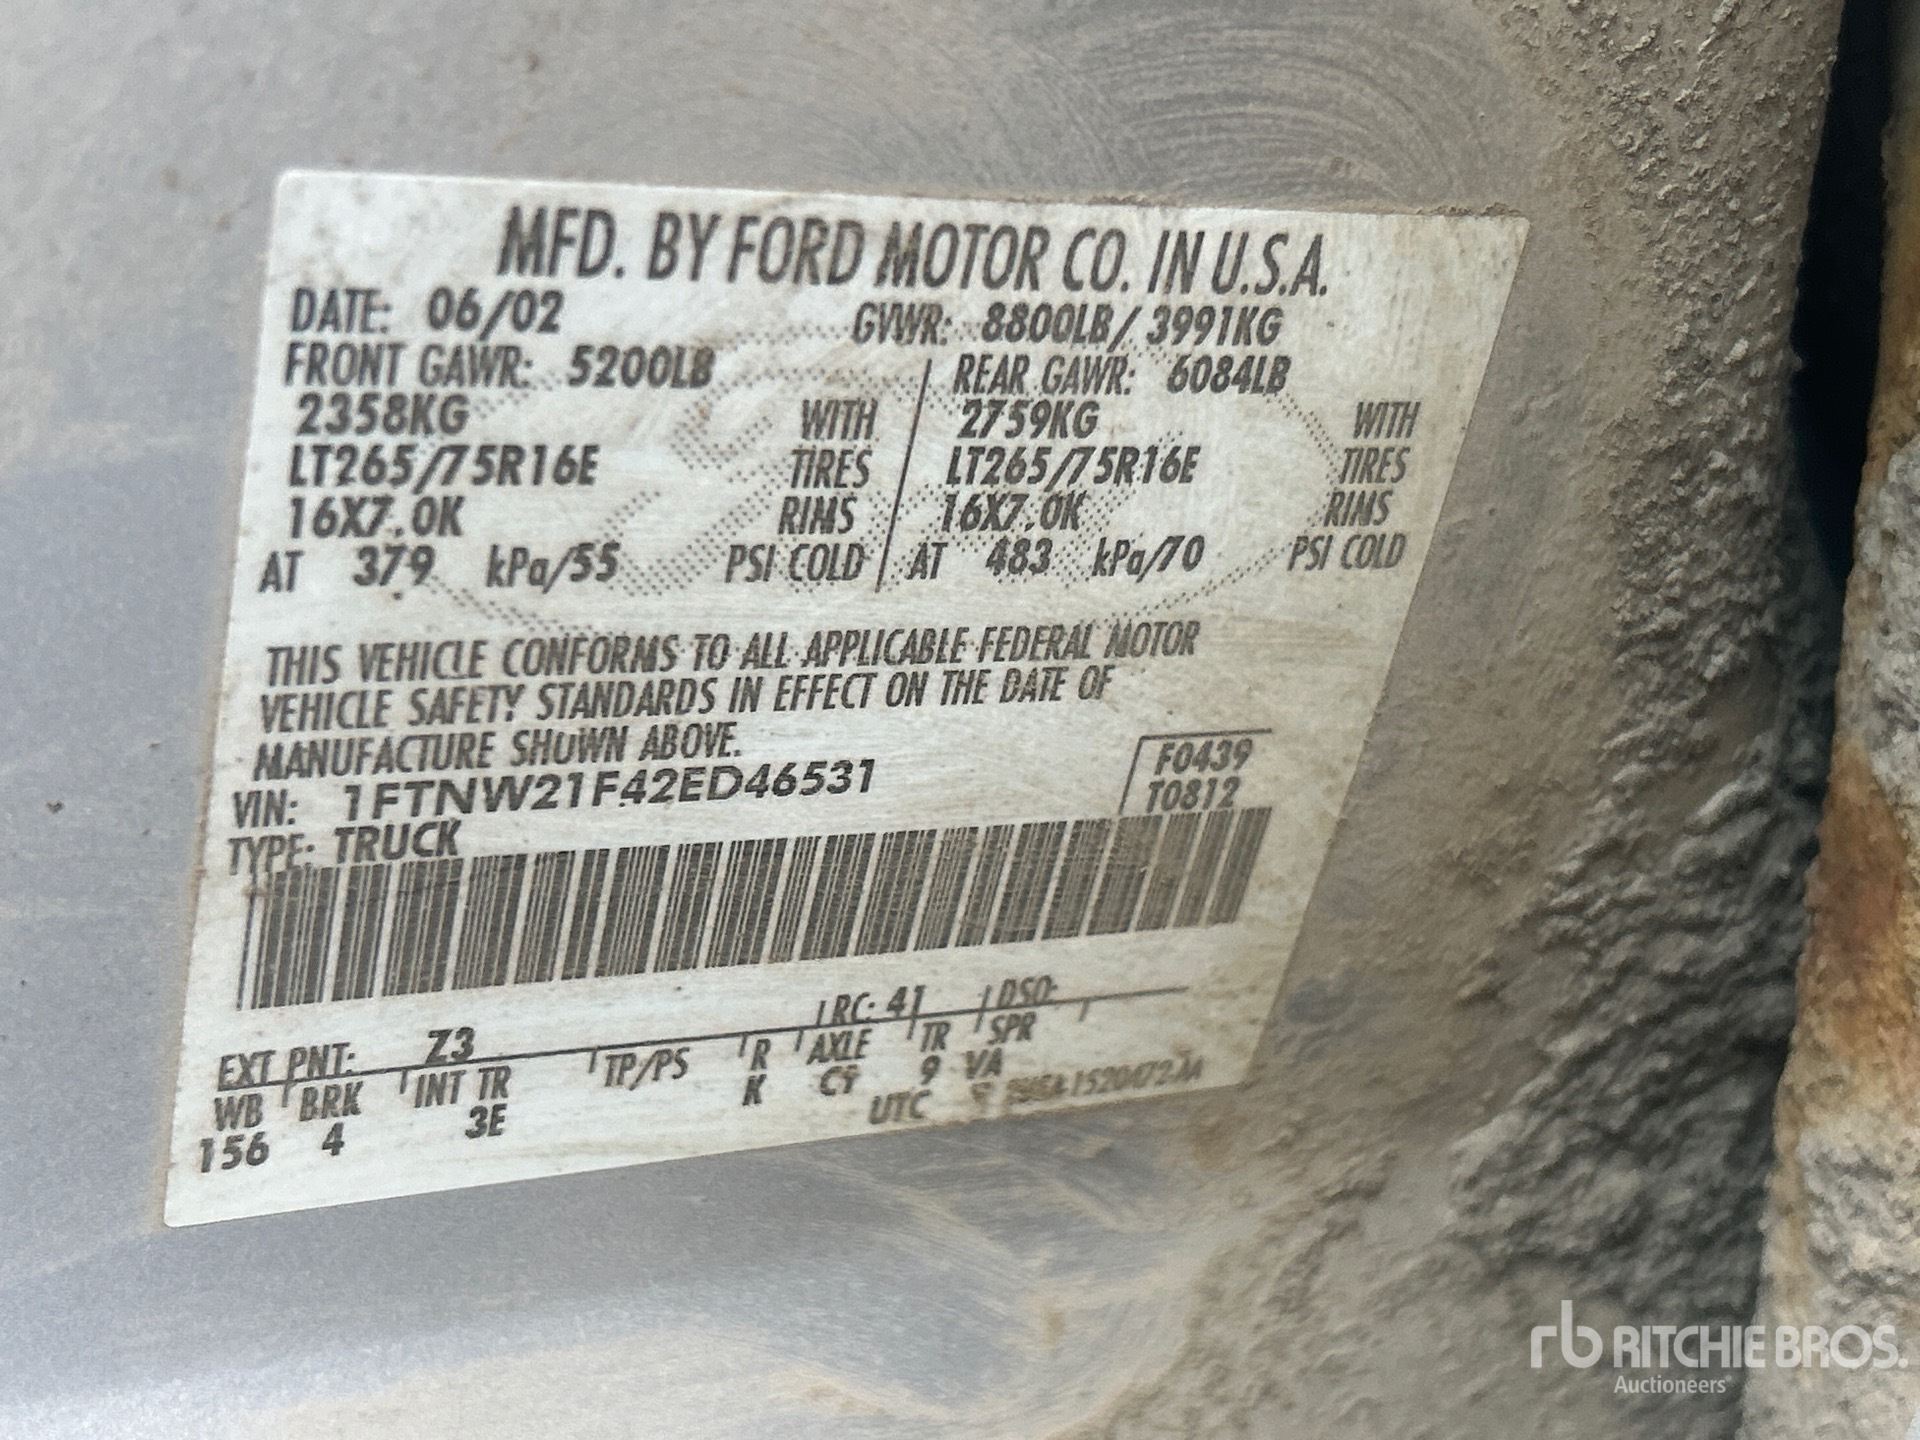 MFD. BY FORD MOTOR CO. IN U.S.A.
DATE: 06/02 GVWR: 8800LB/ 3991KG
FRONT GAWR: 5200LB REAR GAWR: 6084LB
2358KG WITH 2759KG WITH
LT265/75R16E TIRES LT265/75R16E TIRES
16X7.0K RIMS 16X7.0K RIMS
AT 379 kPa/55 PSI COLD AT 483 kPa/70 PSI COLD
THIS VEHICLE CONFORMS TO ALL APPLICABLE FEDERAL MOTOR
VEHICLE SAFETY STANDARDS IN EFFECT ON THE DATE OF
MANUFACTURE SHOWN ABOVE.
VIN: 1FTNW21F42ED46531
F0439
T0812
TYPE: TRUCK
EXT PNT: Z3 RC: 41 DSO:
WB BRK INT TR TP/PS R AXLE TR SPR
156 4 3E K 9 VA
UTC
rb RITCHIE BROS.
Auctioneers